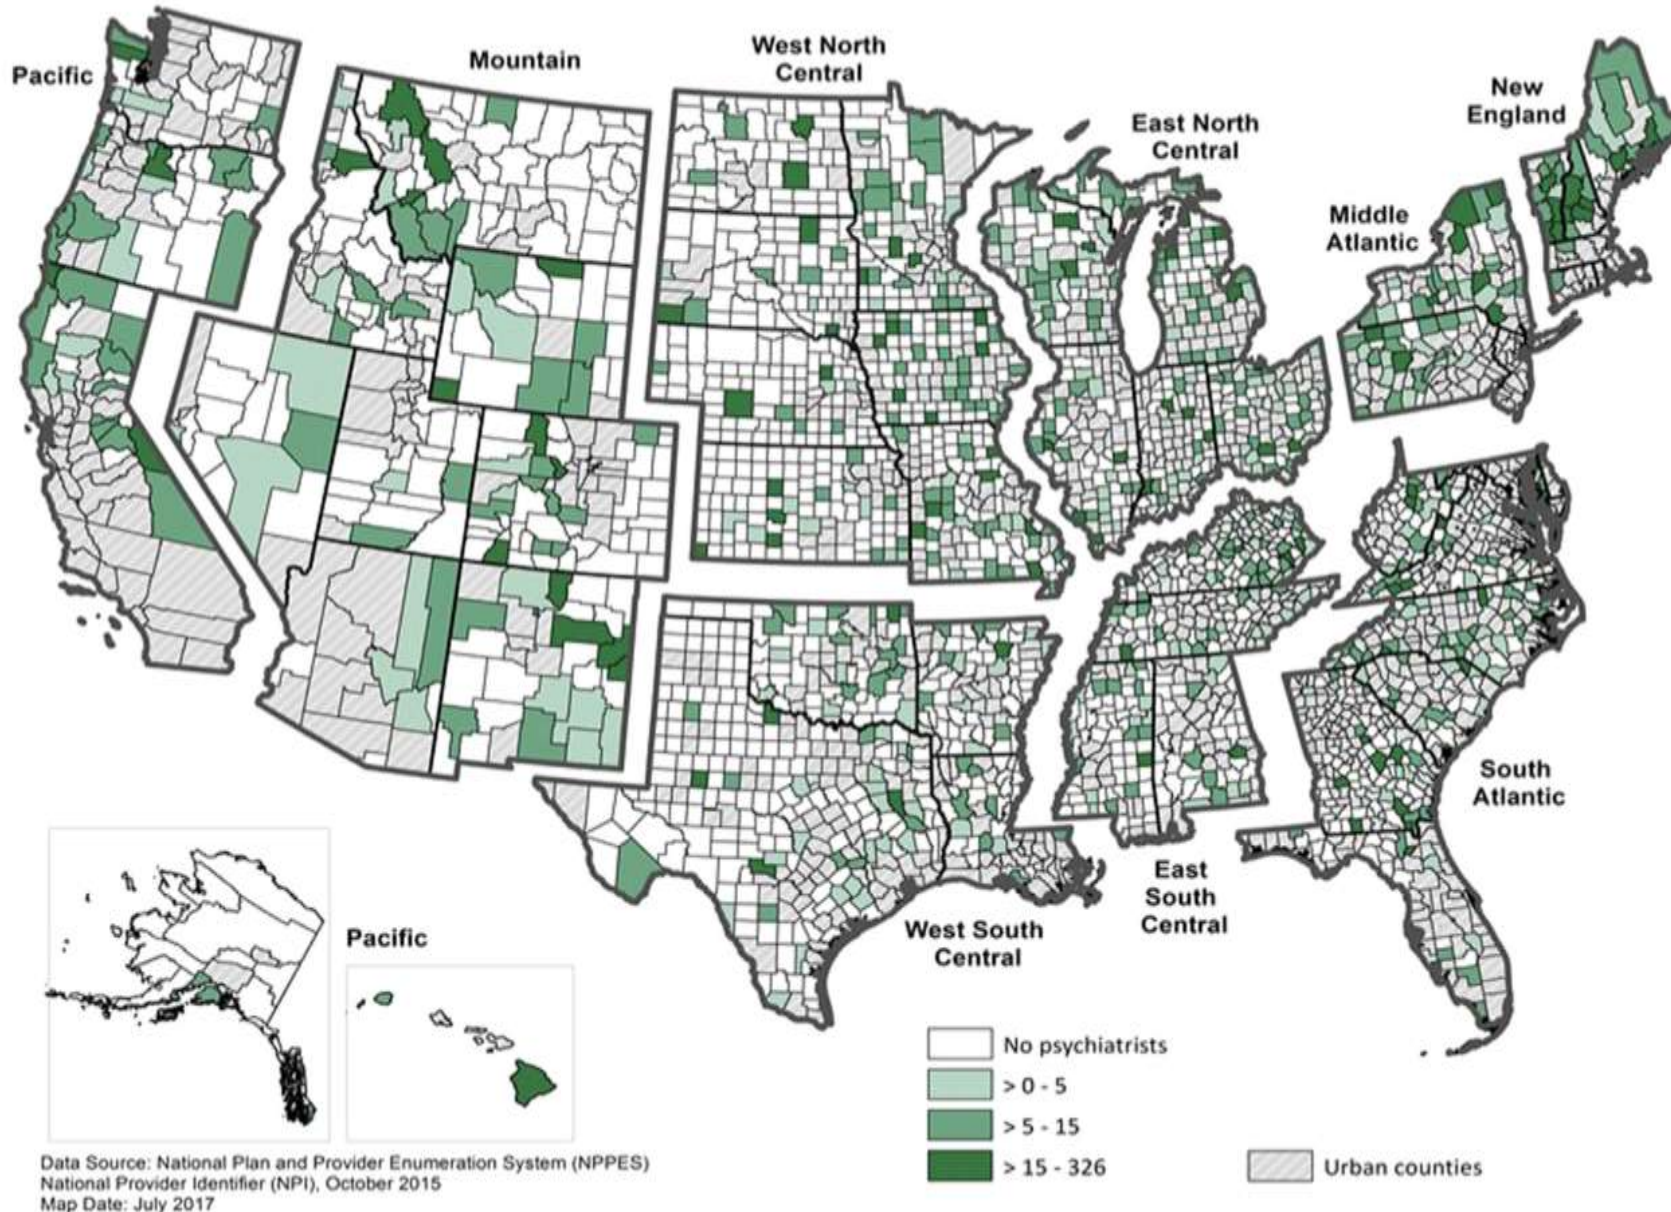 Pacific
Mountain
West North
Central
East North
Central
New
England
Middle
Atlantic
South
Atlantic
East
South
Central
West South
Central
Pacific
No psychiatrists
> 0 - 5
> 5 - 15
> 15 - 326
Urban counties
Data Source: National Plan and Provider Enumeration System (NPPES)
National Provider Identifier (NPI), October 2015
Map Date: July 2017